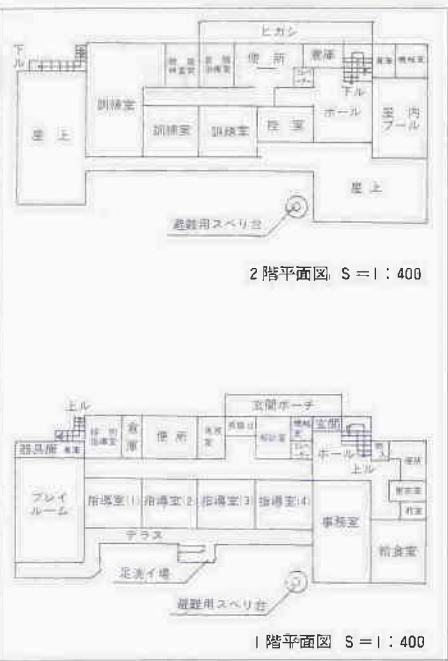 ヒガシ
下ル
便所
倉庫
機械室
訓練室
下ル
ホール
屋内プール
屋上
訓練室
訓練室
控室
屋上
避難用スベリ台
2階平面図 S=1:400
玄関ポーチ
上ル
倉庫
便所
玄関
器具庫
ホール
上ル
プレイルーム
指導室(1)
指導室(2)
指導室(3)
指導室(4)
事務室
テラス
給食室
足洗イ場
避難用スベリ台
1階平面図 S=1:400